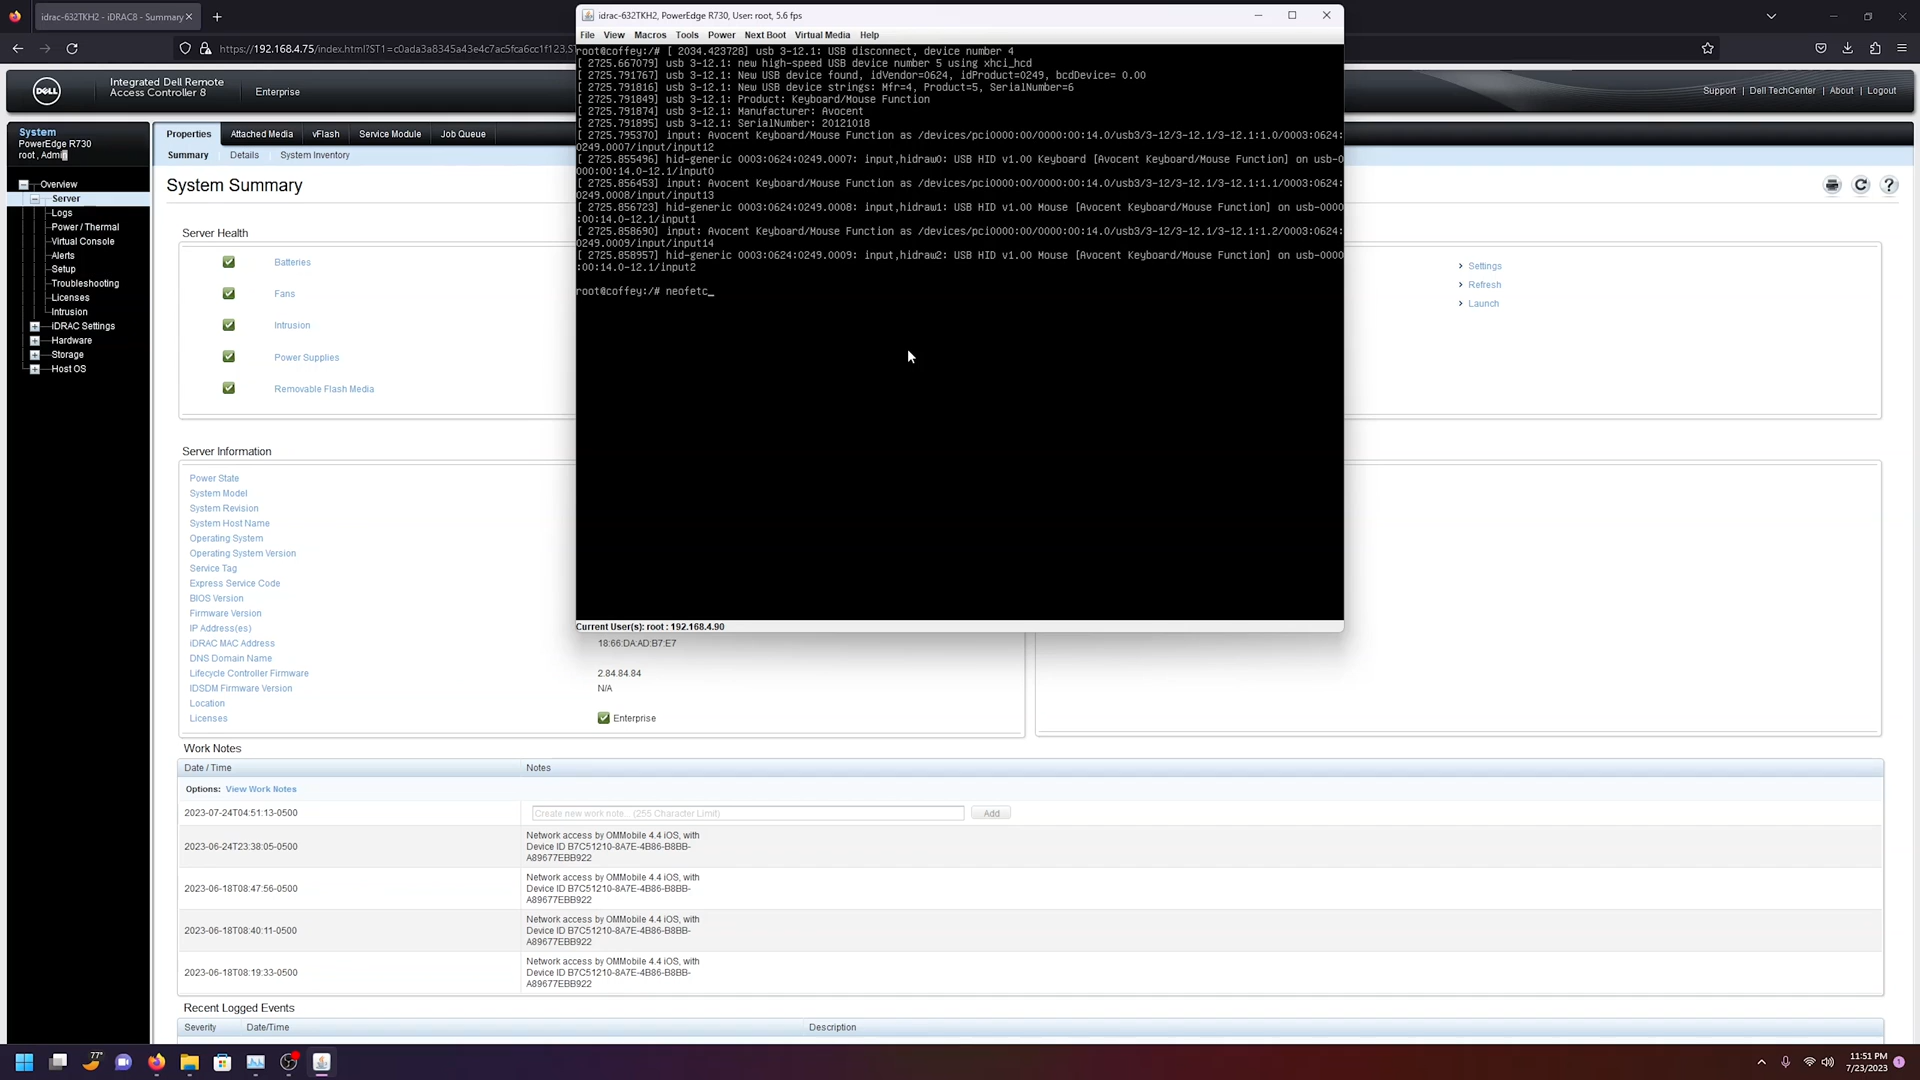 idrac-632TKH2 - iDRAC8 - Summary
https://192.168.4.75/index.html?ST1=c0ada3a8345a43e4c7ac5fca6cc1f123,S
idrac-632TKH2, PowerEdge R730, User: root, 5.6 fps
File View Macros Tools Power Next Boot Virtual Media Help
root@coffey:/# [ 2034.423728] usb 3-12.1: USB disconnect, device number 4
[ 2725.667079] usb 3-12.1: new high-speed USB device number 5 using xhci_hcd
[ 2725.791767] usb 3-12.1: New USB device found, idVendor=0624, idProduct=0249, bcdDevice= 0.00
[ 2725.791816] usb 3-12.1: New USB device strings: Mfr=4, Product=5, SerialNumber=6
[ 2725.791849] usb 3-12.1: Product: Keyboard/Mouse Function
[ 2725.791874] usb 3-12.1: Manufacturer: Avocent
[ 2725.791895] usb 3-12.1: SerialNumber: 20121018
[ 2725.795370] input: Avocent Keyboard/Mouse Function as /devices/pci0000:00/0000:00:14.0/usb3/3-12/3-12.1/3-12.1:1.0/0003:0624:
0249.0007/input/input12
[ 2725.855496] hid-generic 0003:0624:0249.0007: input,hidraw0: USB HID v1.00 Keyboard [Avocent Keyboard/Mouse Function] on usb-0
000:00:14.0-12.1/input0
[ 2725.856453] input: Avocent Keyboard/Mouse Function as /devices/pci0000:00/0000:00:14.0/usb3/3-12/3-12.1/3-12.1:1.1/0003:0624:
0249.0008/input/input13
[ 2725.856723] hid-generic 0003:0624:0249.0008: input,hidraw1: USB HID v1.00 Mouse [Avocent Keyboard/Mouse Function] on usb-0000
:00:14.0-12.1/input1
[ 2725.858690] input: Avocent Keyboard/Mouse Function as /devices/pci0000:00/0000:00:14.0/usb3/3-12/3-12.1/3-12.1:1.2/0003:0624:
0249.0009/input/input14
[ 2725.858957] hid-generic 0003:0624:0249.0009: input,hidraw2: USB HID v1.00 Mouse [Avocent Keyboard/Mouse Function] on usb-0000
:00:14.0-12.1/input2
root@coffey:/# neofetc_
Current User(s): root : 192.168.4.90
DELL
Integrated Dell Remote
Access Controller 8
Enterprise
Support | Dell TechCenter | About | Logout
System
PowerEdge R730
root , Admin
Overview
Server
Logs
Power / Thermal
Virtual Console
Alerts
Setup
Troubleshooting
Licenses
Intrusion
iDRAC Settings
Hardware
Storage
Host OS
Properties Attached Media vFlash Service Module Job Queue
Summary Details System Inventory
System Summary
Server Health
Batteries
Fans
Intrusion
Power Supplies
Removable Flash Media
Settings
Refresh
Launch
Server Information
Power State
System Model
System Revision
System Host Name
Operating System
Operating System Version
Service Tag
Express Service Code
BIOS Version
Firmware Version
IP Address(es)
iDRAC MAC Address 18:66:DA:AD:B7:E7
DNS Domain Name
Lifecycle Controller Firmware 2.84.84.84
IDSDM Firmware Version N/A
Location
Licenses Enterprise
Work Notes
Date / Time Notes
Options: View Work Notes
2023-07-24T04:51:13-0500 Create new work note... (255 Character Limit) Add
2023-06-24T23:38:05-0500 Network access by OMMobile 4.4 iOS, with
Device ID B7C51210-8A7E-4B86-B8BB-
A89677EBB922
2023-06-18T08:47:56-0500 Network access by OMMobile 4.4 iOS, with
Device ID B7C51210-8A7E-4B86-B8BB-
A89677EBB922
2023-06-18T08:40:11-0500 Network access by OMMobile 4.4 iOS, with
Device ID B7C51210-8A7E-4B86-B8BB-
A89677EBB922
2023-06-18T08:19:33-0500 Network access by OMMobile 4.4 iOS, with
Device ID B7C51210-8A7E-4B86-B8BB-
A89677EBB922
Recent Logged Events
Severity Date/Time Description
77°
11:51 PM
7/23/2023
1